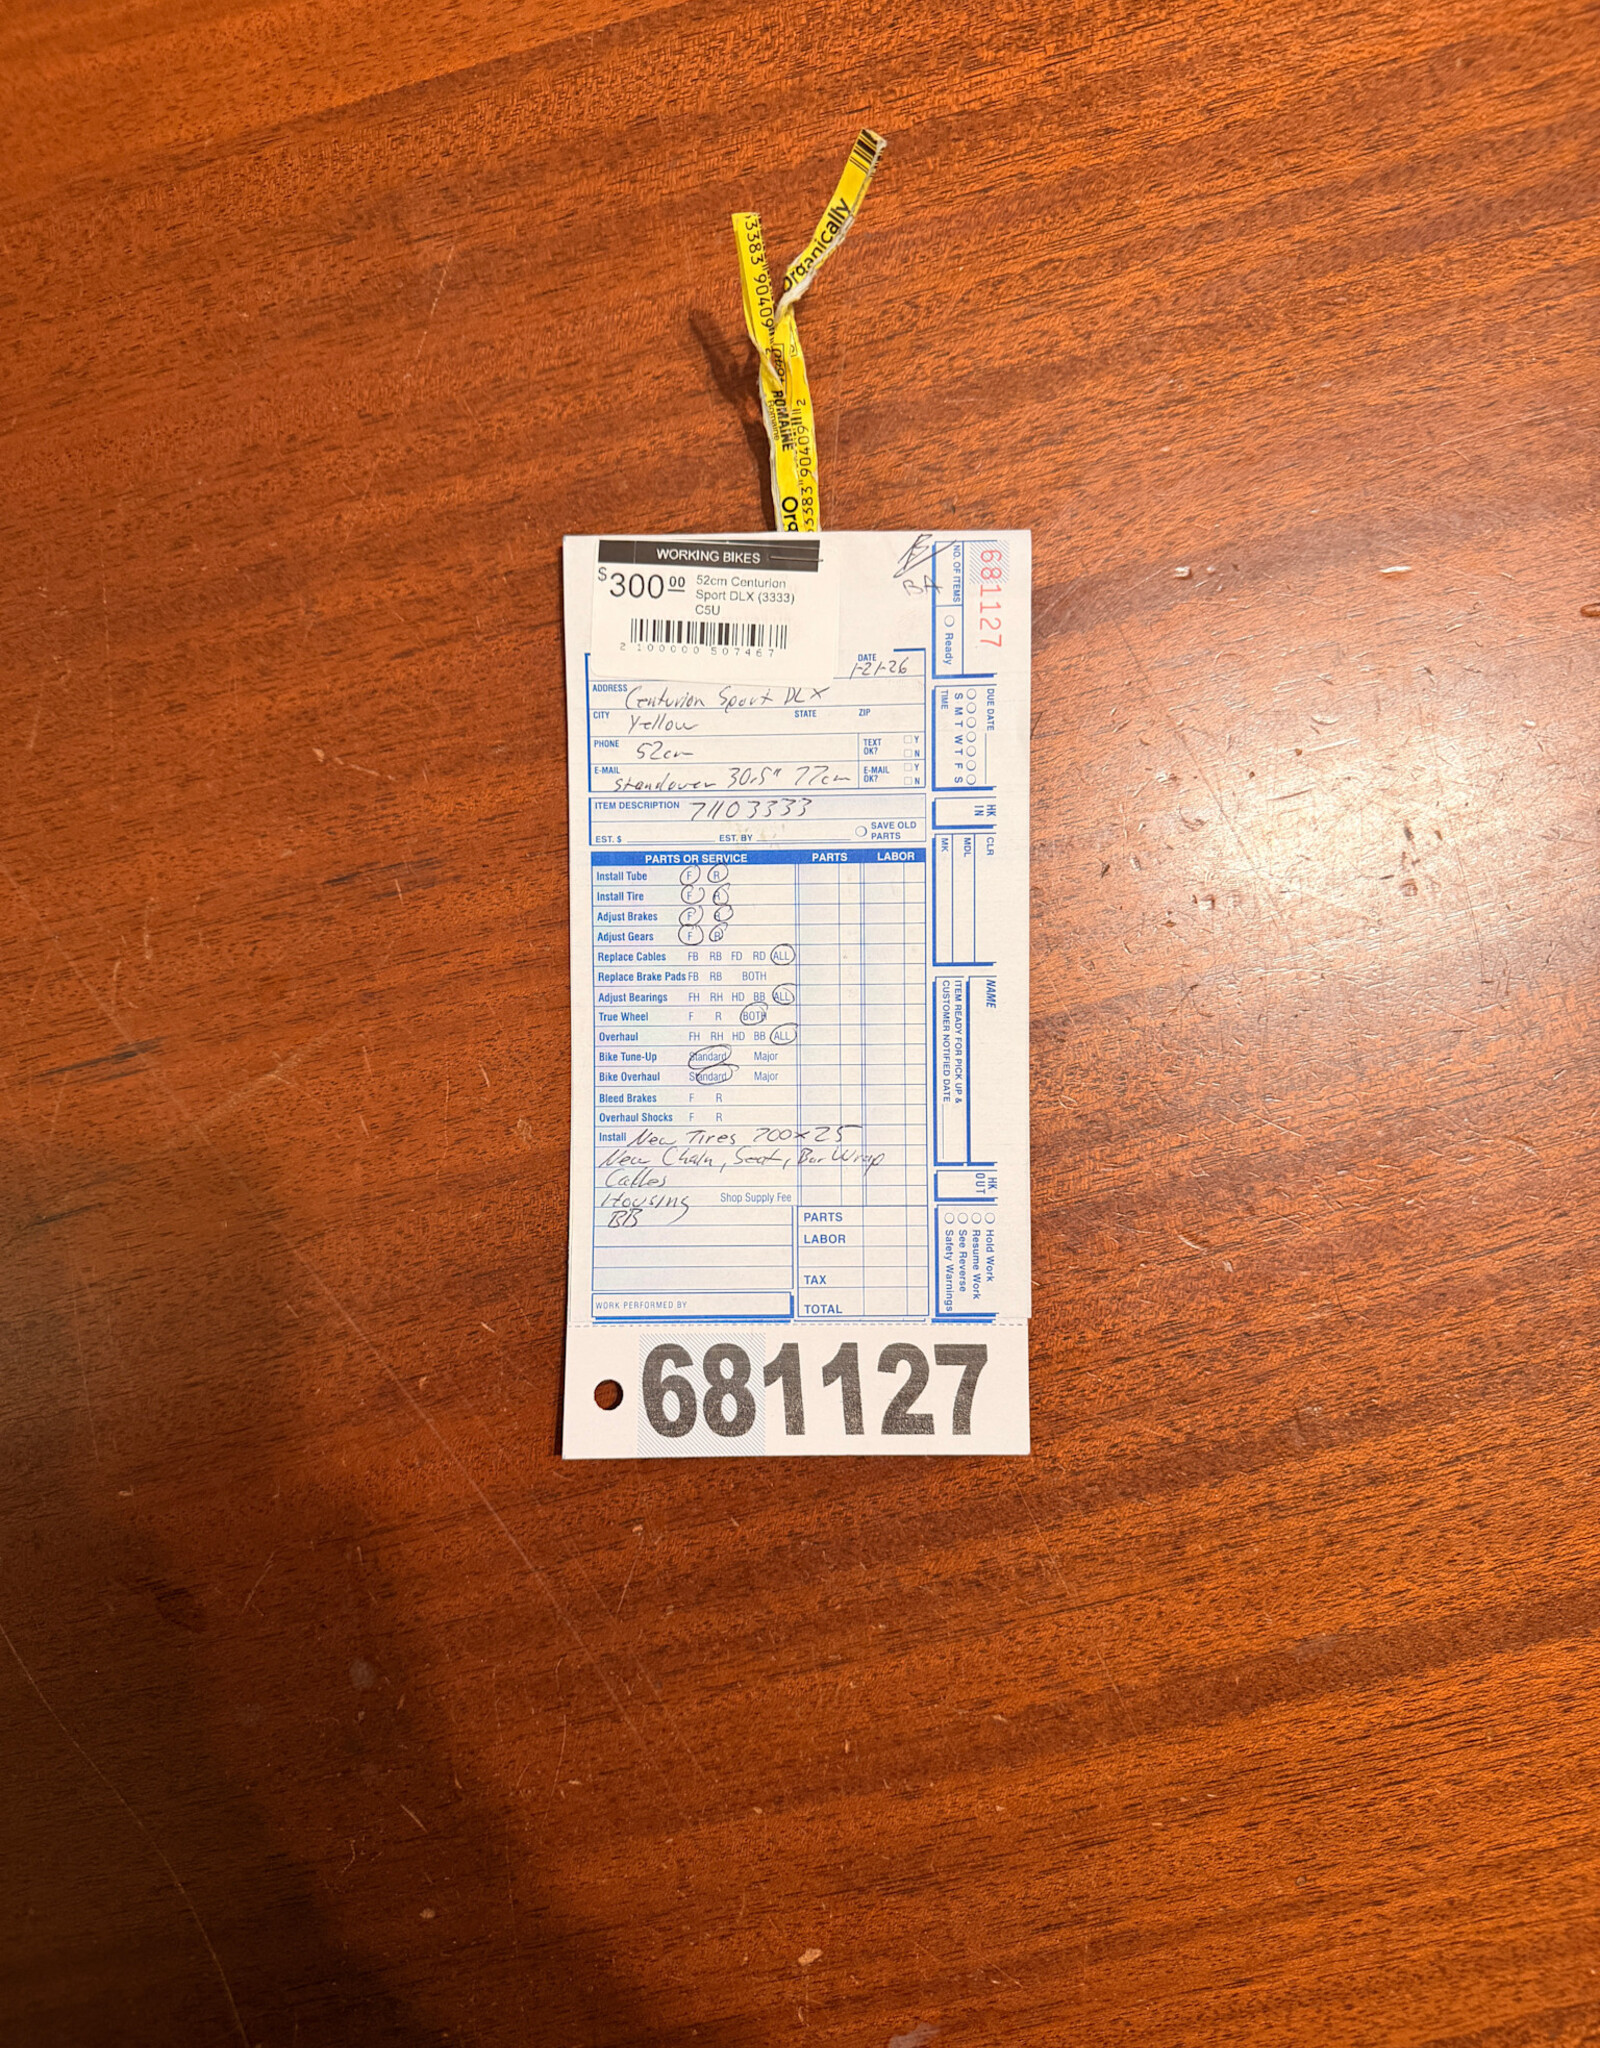 Organically
33383 90409
ROMAINE
Romaine
2
33383 90409
Org
WORKING BIKES
$300.00
52cm Centurion
Sport DLX (3333)
C5U
2 100000 507467
DATE
1-21-26
ADDRESS Centurion Sport DLX
CITY Yellow STATE ZIP
PHONE 52cm TEXT OK? Y N
E-MAIL Standover 30.5" 77cm E-MAIL OK? Y N
ITEM DESCRIPTION 71103333
EST. $ EST. BY SAVE OLD PARTS
PARTS OR SERVICE PARTS LABOR
Install Tube F R
Install Tire F R
Adjust Brakes F R
Adjust Gears F R
Replace Cables FB RB FD RD ALL
Replace Brake Pads FB RB BOTH
Adjust Bearings FH RH HD BB ALL
True Wheel F R BOTH
Overhaul FH RH HD BB ALL
Bike Tune-Up Standard Major
Bike Overhaul Standard Major
Bleed Brakes F R
Overhaul Shocks F R
Install New Tires 700x25
New Chain, Seat, Bar Wrap
Cables
Housing Shop Supply Fee
BB
PARTS
LABOR
TAX
WORK PERFORMED BY
TOTAL
681127
NO. OF ITEMS
Ready
DUE DATE
S M T W T F S
TIME
HK IN
CLR
MDL
MK
NAME
ITEM READY FOR PICK UP &
CUSTOMER NOTIFIED DATE
HK OUT
Hold Work
Resume Work
See Reverse
Safety Warnings
681127